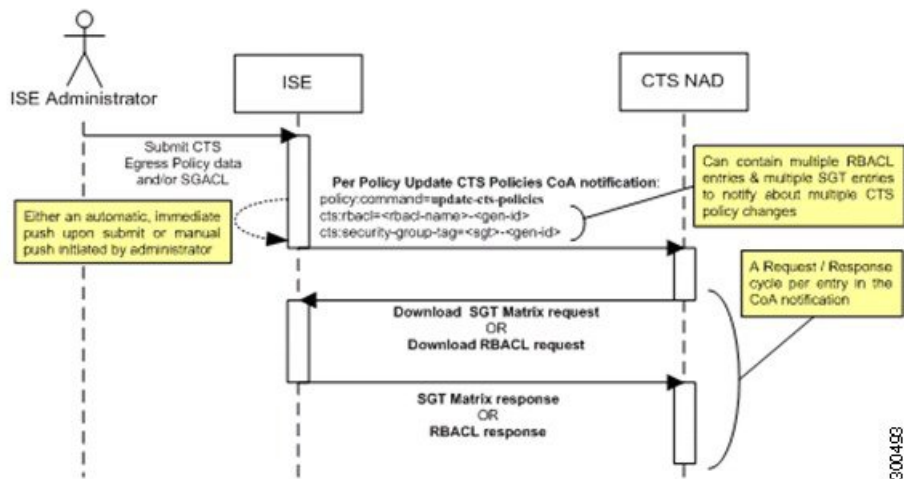 ISE Administrator
ISE
CTS NAD
Submit CTS
Egress Policy data
and/or SGACL
Either an automatic, immediate
push upon submit or manual
push initiated by administrator
Per Policy Update CTS Policies CoA notification:
policy:command=update-cts-policies
cts:rbacl=<rbacl-name>-<gen-id>
cts:security-group-tag=<sgt>-<gen-id>
Can contain multiple RBACL
entries & multiple SGT entries
to notify about multiple CTS
policy changes
A Request / Response
cycle per entry in the
CoA notification
Download SGT Matrix request
OR
Download RBACL request
SGT Matrix response
OR
RBACL response
300493